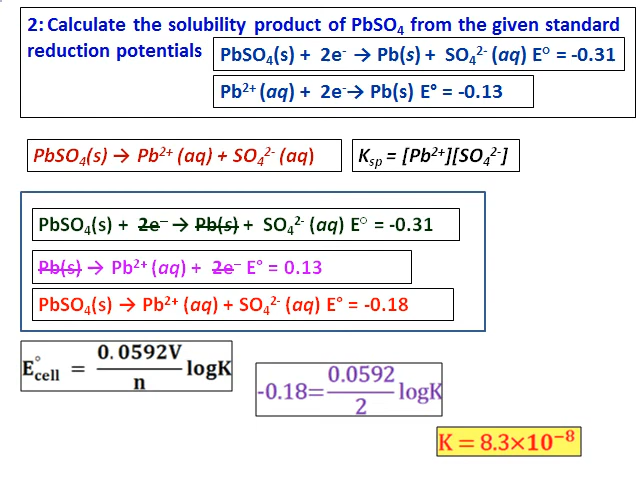 2: Calculate the solubility product of PbSO₄ from the given standard
reduction potentials
PbSO₄(s) + 2e⁻ → Pb(s) + SO₄²⁻ (aq) E° = -0.31
Pb²⁺ (aq) + 2e⁻→ Pb(s) E° = -0.13
PbSO₄(s) → Pb²⁺ (aq) + SO₄²⁻ (aq)
Kₛₚ = [Pb²⁺][SO₄²⁻]
PbSO₄(s) + 2e⁻ → Pb(s) + SO₄²⁻ (aq) E° = -0.31
Pb(s) → Pb²⁺ (aq) + 2e⁻ E° = 0.13
PbSO₄(s) → Pb²⁺ (aq) + SO₄²⁻ (aq) E° = -0.18
E°cell = 0.0592V/n logK
-0.18= 0.0592/2 logK
K = 8.3×10⁻⁸